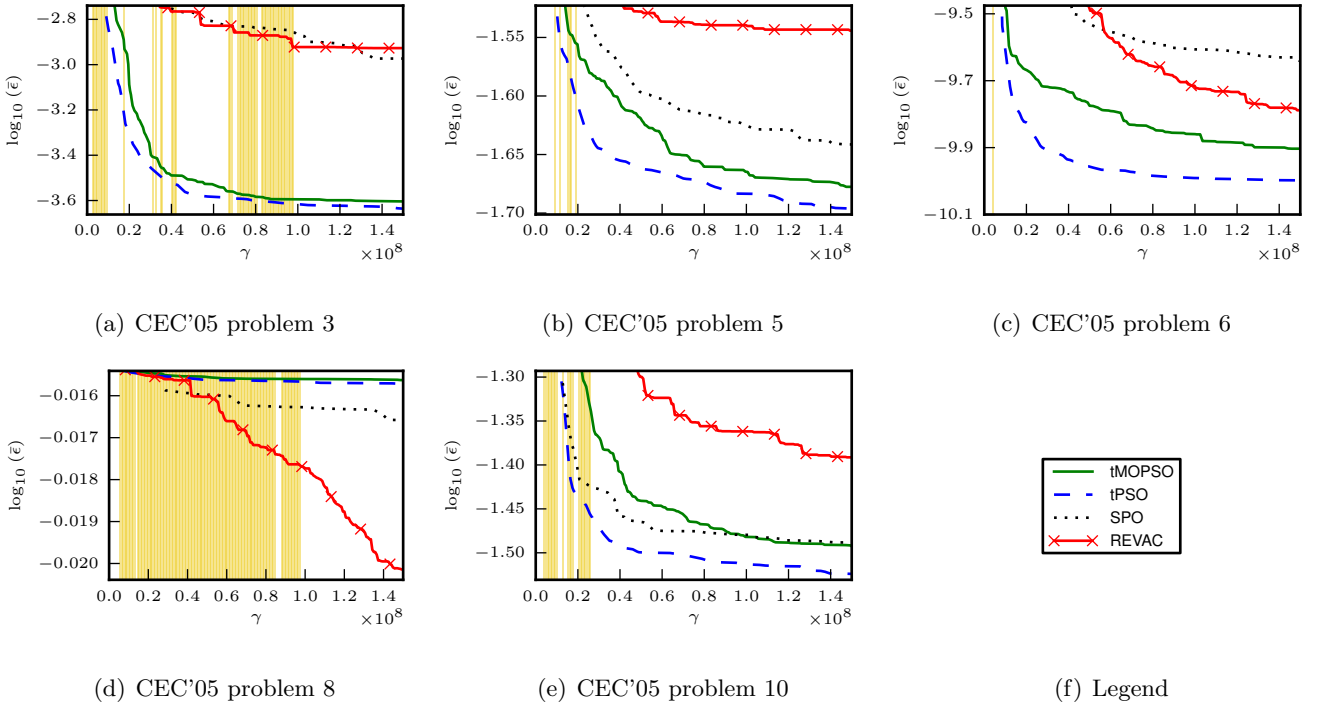 −2.8
−3.0
−3.2
−3.4
−3.6
log10 (ε̄)
0.0 0.2 0.4 0.6 0.8 1.0 1.2 1.4
γ ×10^8
(a) CEC'05 problem 3
−1.55
−1.60
−1.65
−1.70
log10 (ε̄)
0.0 0.2 0.4 0.6 0.8 1.0 1.2 1.4
γ ×10^8
(b) CEC'05 problem 5
−9.5
−9.7
−9.9
−10.1
log10 (ε̄)
0.0 0.2 0.4 0.6 0.8 1.0 1.2 1.4
γ ×10^8
(c) CEC'05 problem 6
−0.016
−0.017
−0.018
−0.019
−0.020
log10 (ε̄)
0.0 0.2 0.4 0.6 0.8 1.0 1.2 1.4
γ ×10^8
(d) CEC'05 problem 8
−1.30
−1.35
−1.40
−1.45
−1.50
log10 (ε̄)
0.0 0.2 0.4 0.6 0.8 1.0 1.2 1.4
γ ×10^8
(e) CEC'05 problem 10
tMOPSO
tPSO
SPO
REVAC
(f) Legend